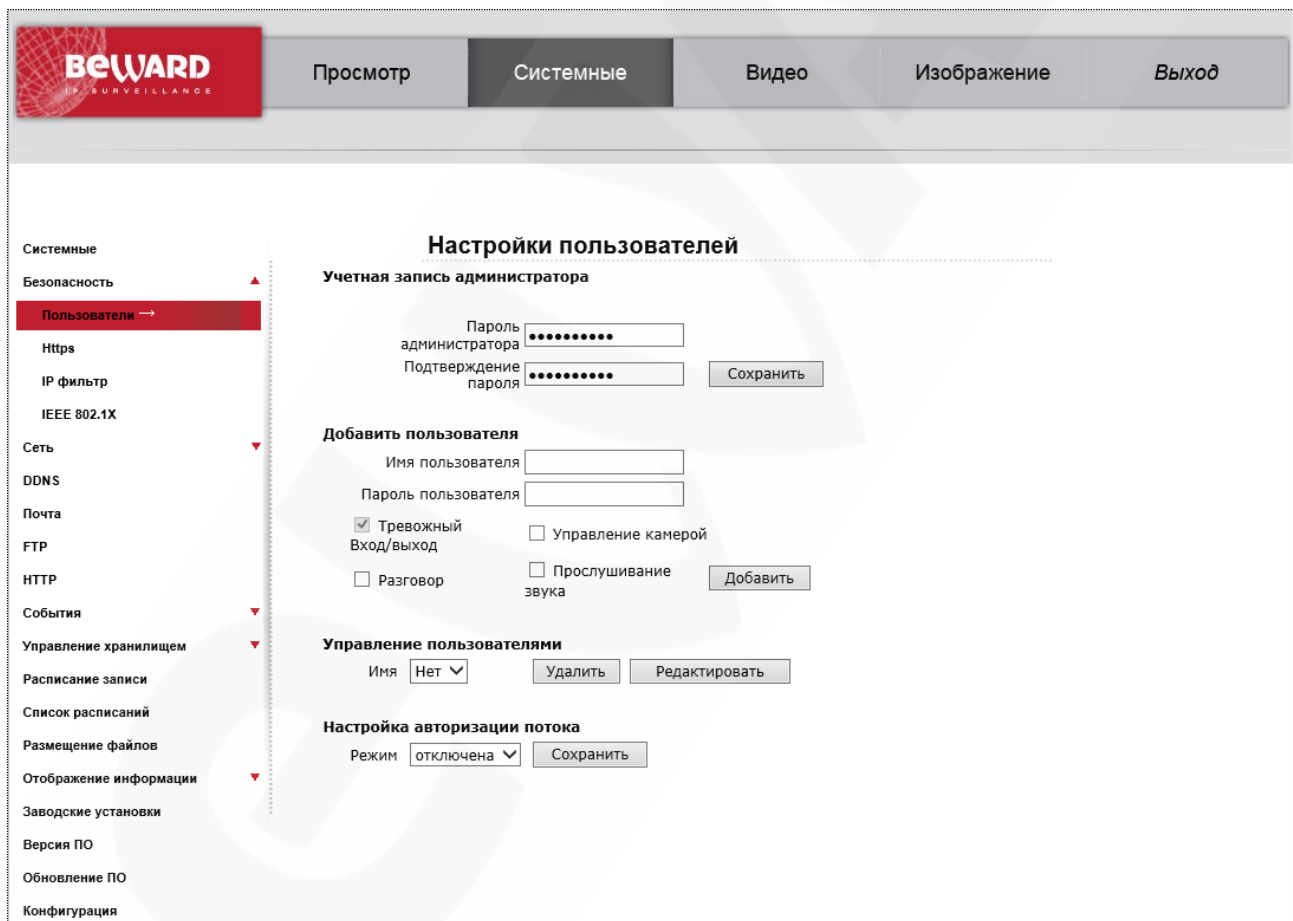 BEWARD
IP SURVEILLANCE
Просмотр
Системные
Видео
Изображение
Выход
Системные
Безопасность
Пользователи →
Https
IP фильтр
IEEE 802.1X
Сеть
DDNS
Почта
FTP
HTTP
События
Управление хранилищем
Расписание записи
Список расписаний
Размещение файлов
Отображение информации
Заводские установки
Версия ПО
Обновление ПО
Конфигурация
Настройки пользователей
Учетная запись администратора
Пароль
администратора
Подтверждение
пароля
Сохранить
Добавить пользователя
Имя пользователя
Пароль пользователя
Тревожный
Вход/выход
Управление камерой
Разговор
Прослушивание
звука
Добавить
Управление пользователями
Имя
Нет
Удалить
Редактировать
Настройка авторизации потока
Режим
отключена
Сохранить